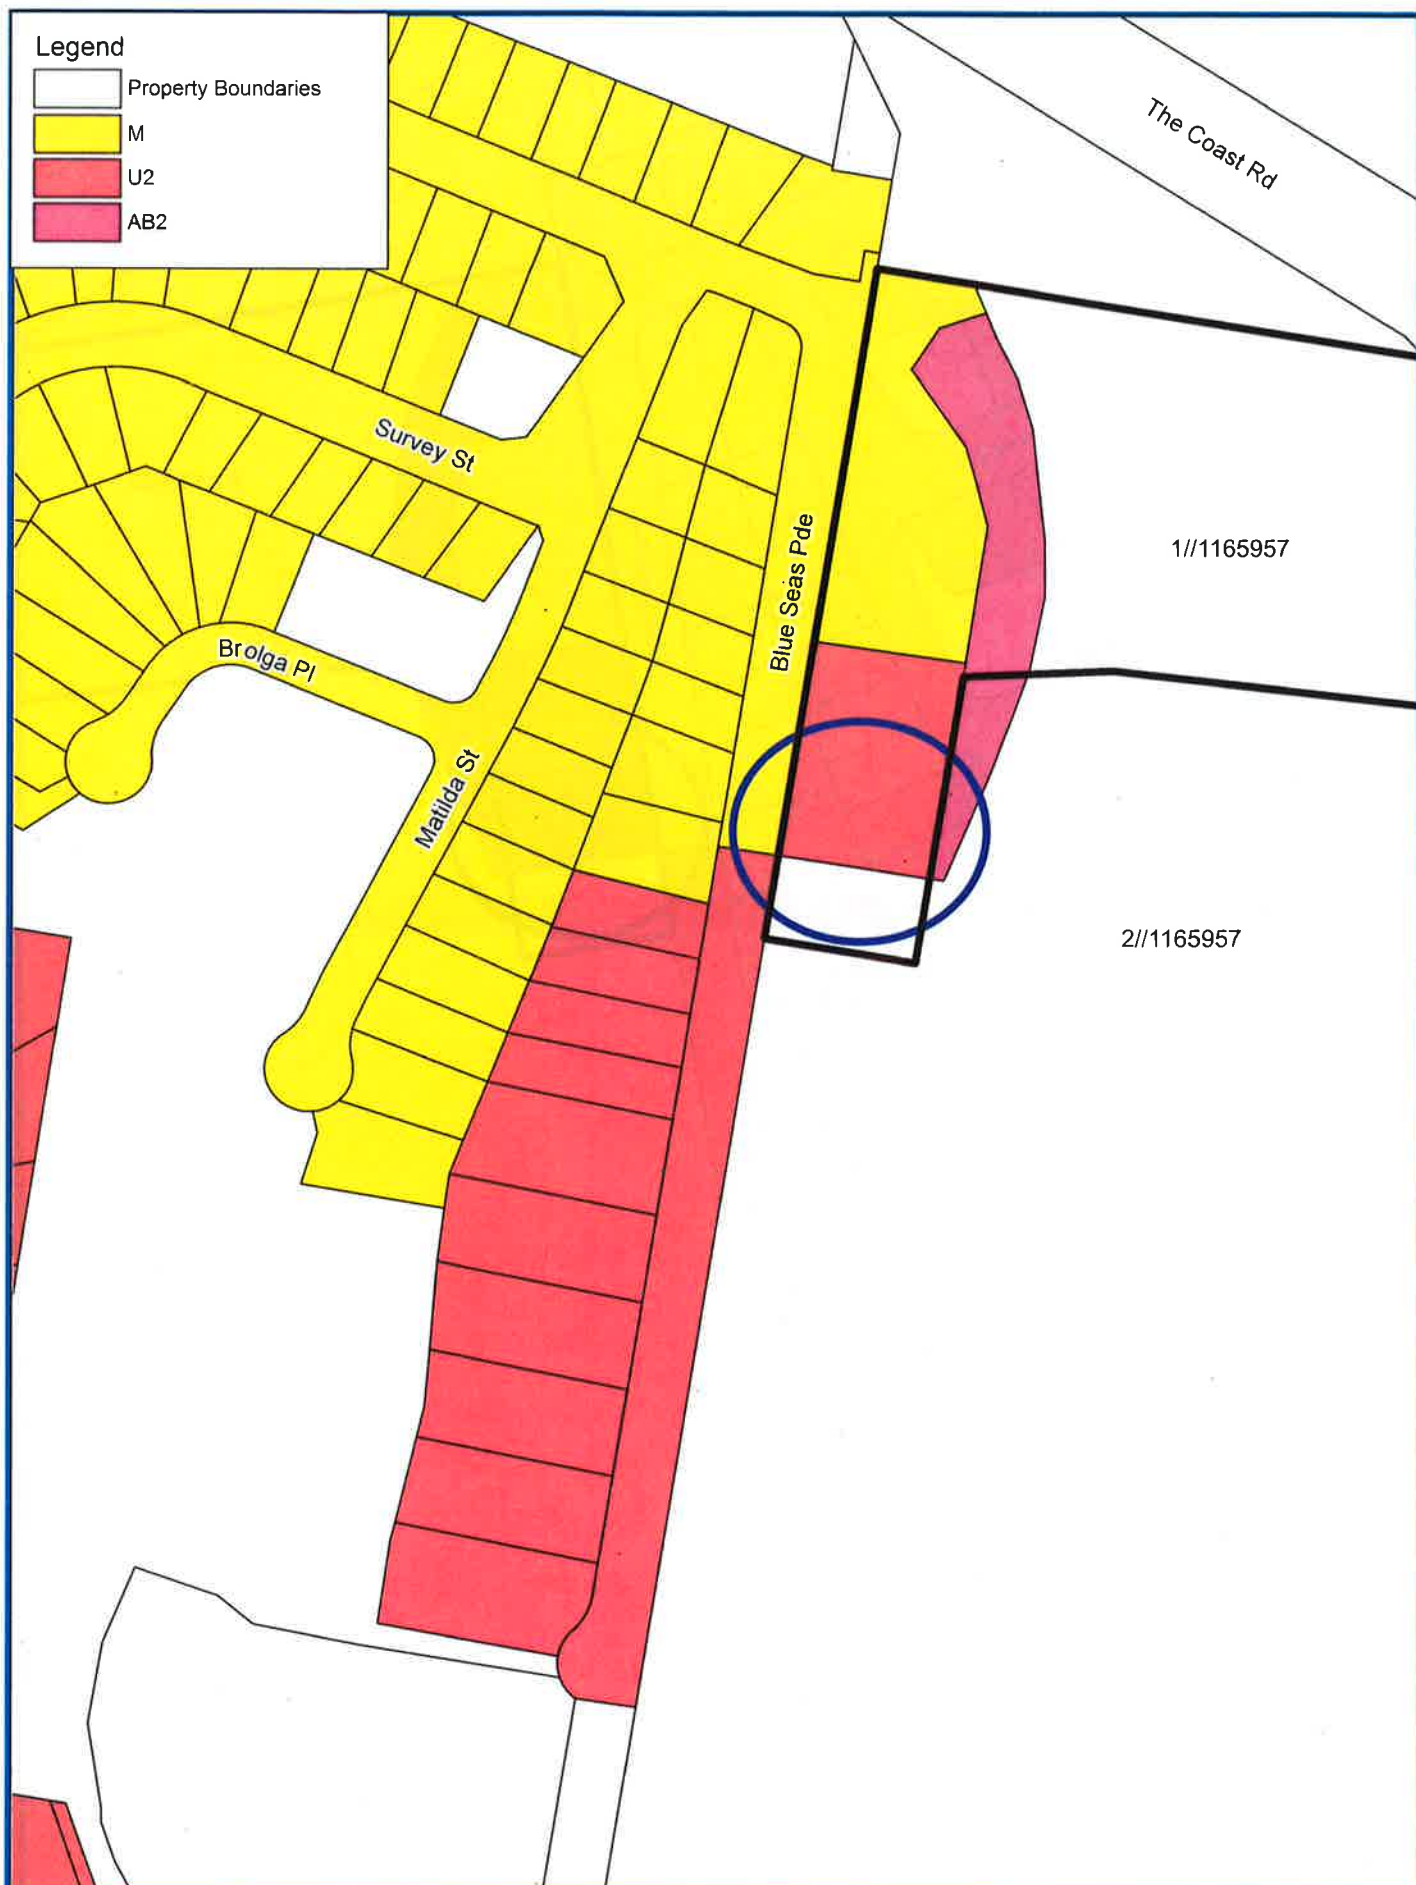 Legend
Property Boundaries
M
U2
AB2
The Coast Rd
Survey St
Blue Seas Pde
1//1165957
Brolga Pl
Matilda St
2//1165957